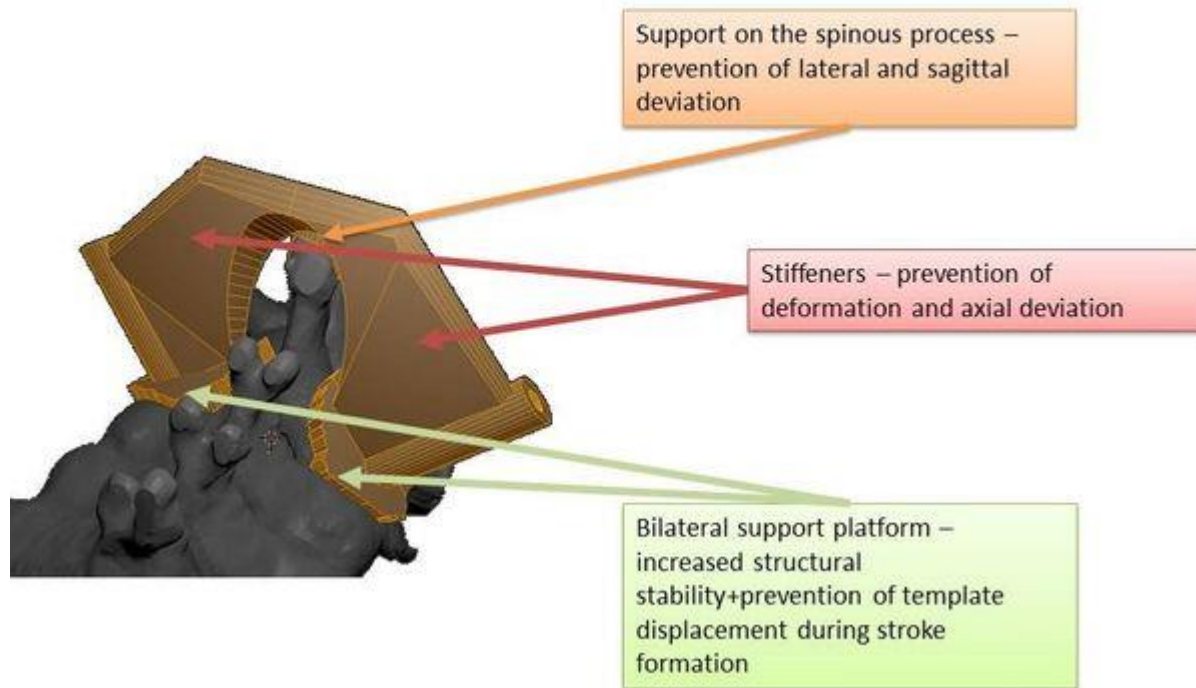 Support on the spinous process –
prevention of lateral and sagittal
deviation
Stiffeners – prevention of
deformation and axial deviation
Bilateral support platform –
increased structural
stability+prevention of template
displacement during stroke
formation